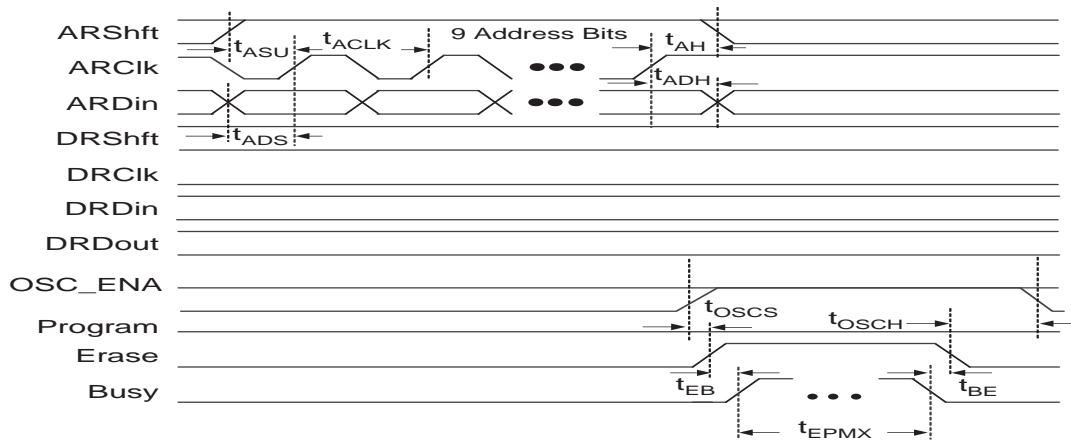 ARShft
tASU
tACLK
9 Address Bits
tAH
ARClk
tADH
ARDin
tADS
DRShft
DRClk
DRDin
DRDout
OSC_ENA
tOSCS
tOSCH
Program
Erase
tEB
tBE
Busy
tEPMX